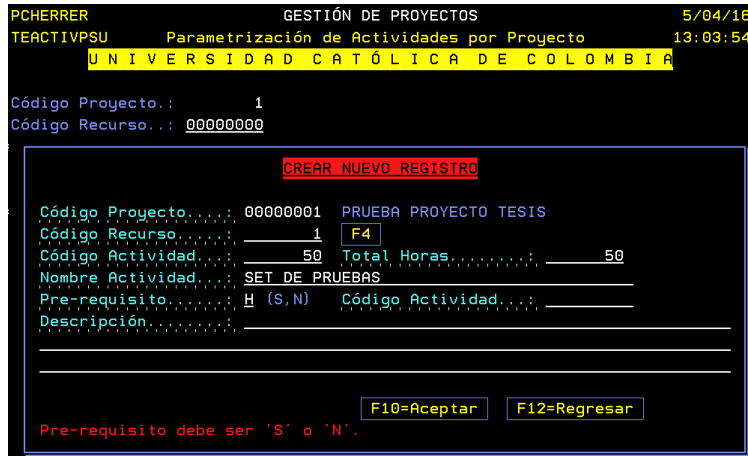 PCHERRER GESTIÓN DE PROYECTOS 5/04/16
TEACTIVPSU Parametrización de Actividades por Proyecto 13:03:54
U N I V E R S I D A D C A T Ó L I C A D E C O L O M B I A
Código Proyecto.: 1
Código Recurso..: 00000000
CREAR NUEVO REGISTRO
Código Proyecto....: 00000001 PRUEBA PROYECTO TESIS
Código Recurso.....: 1 F4
Código Actividad...: 50 Total Horas........: 50
Nombre Actividad...: SET DE PRUEBAS
Pre-requisito......: H (S,N) Código Actividad...:
Descripción........:
F10=Aceptar F12=Regresar
Pre-requisito debe ser 'S' o 'N'.